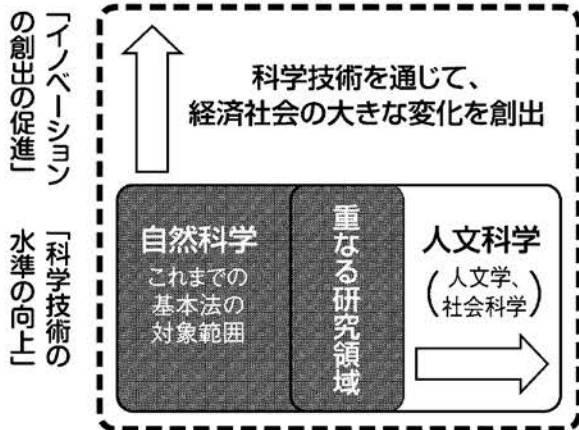 「イノベーション
の創出の促進」
科学技術を通じて、
経済社会の大きな変化を創出
「科学技術の
水準の向上」
自然科学
これまでの
基本法の
対象範囲
重なる研究領域
人文科学
（人文学、
社会科学）